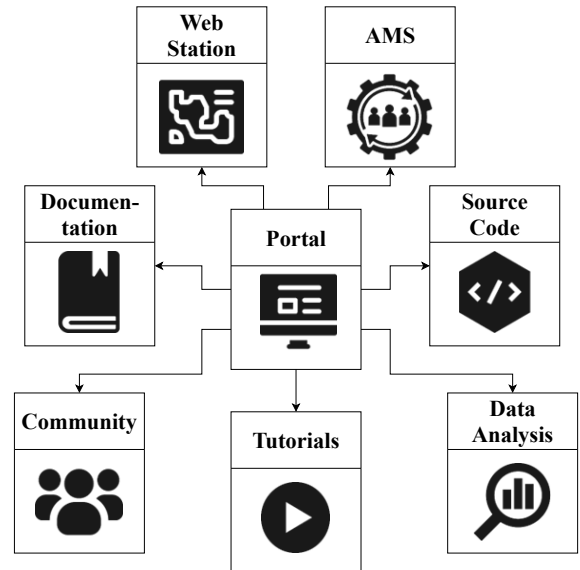 Web
Station
AMS
Documen-
tation
Portal
Source
Code
Community
Tutorials
Data
Analysis